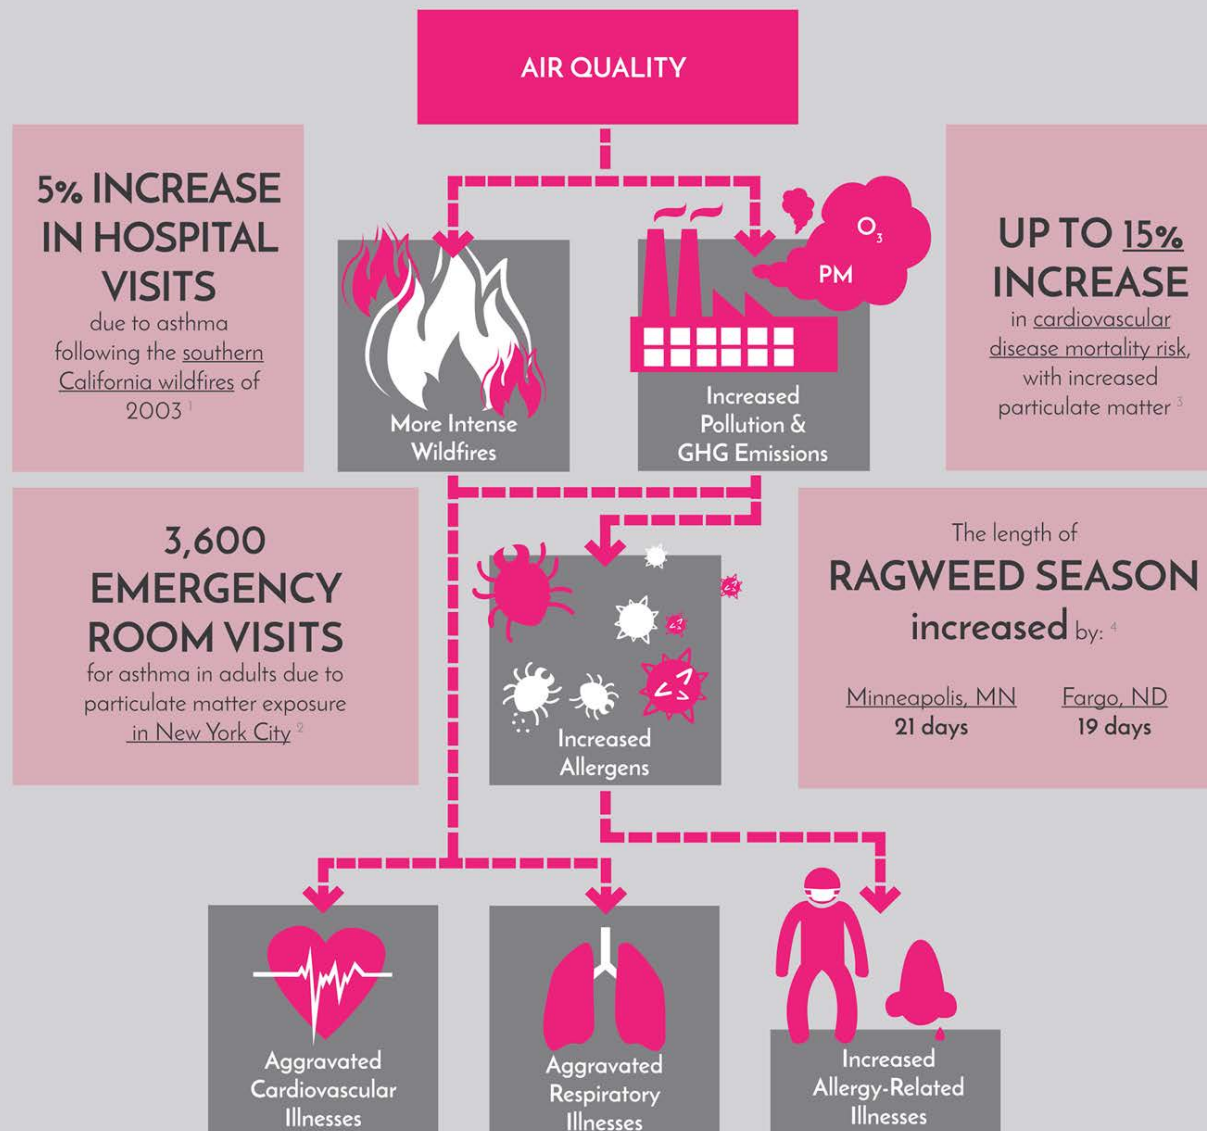 AIR QUALITY
5% INCREASE
IN HOSPITAL
VISITS
due to asthma
following the southern
California wildfires of
2003 1
More Intense
Wildfires
O3
PM
Increased
Pollution &
GHG Emissions
UP TO 15%
INCREASE
in cardiovascular
disease mortality risk,
with increased
particulate matter 3
3,600
EMERGENCY
ROOM VISITS
for asthma in adults due to
particulate matter exposure
in New York City 2
Increased
Allergens
The length of
RAGWEED SEASON
increased by: 4
Minneapolis, MN
21 days
Fargo, ND
19 days
Aggravated
Cardiovascular
Illnesses
Aggravated
Respiratory
Illnesses
Increased
Allergy-Related
Illnesses